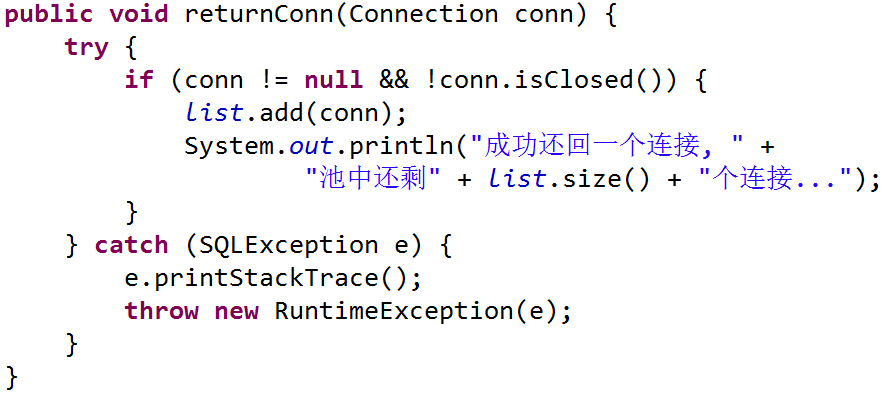 public void returnConn(Connection conn) {
    try {
        if (conn != null && !conn.isClosed()) {
            list.add(conn);
            System.out.println("成功还回一个连接, " +
                    "池中还剩" + list.size() + "个连接...");
        }
    } catch (SQLException e) {
        e.printStackTrace();
        throw new RuntimeException(e);
    }
}